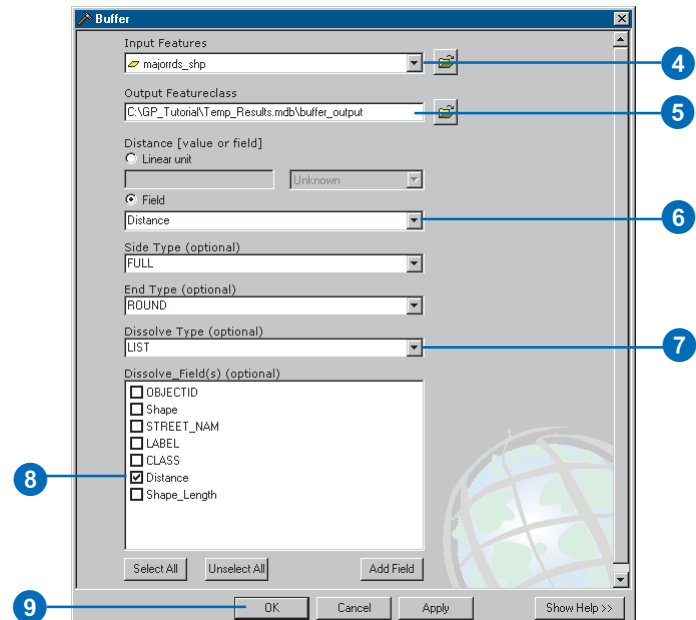 Buffer
Input Features
majorrds_shp
4
Output Featureclass
C:\GP_Tutorial\Temp_Results.mdb\buffer_output
5
Distance [value or field]
Linear unit
Unknown
Field
Distance
6
Side Type (optional)
FULL
End Type (optional)
ROUND
Dissolve Type (optional)
LIST
7
Dissolve_Field(s) (optional)
OBJECTID
Shape
STREET_NAM
LABEL
CLASS
8
Distance
Shape_Length
Select All Unselect All Add Field
9
OK Cancel Apply Show Help >>